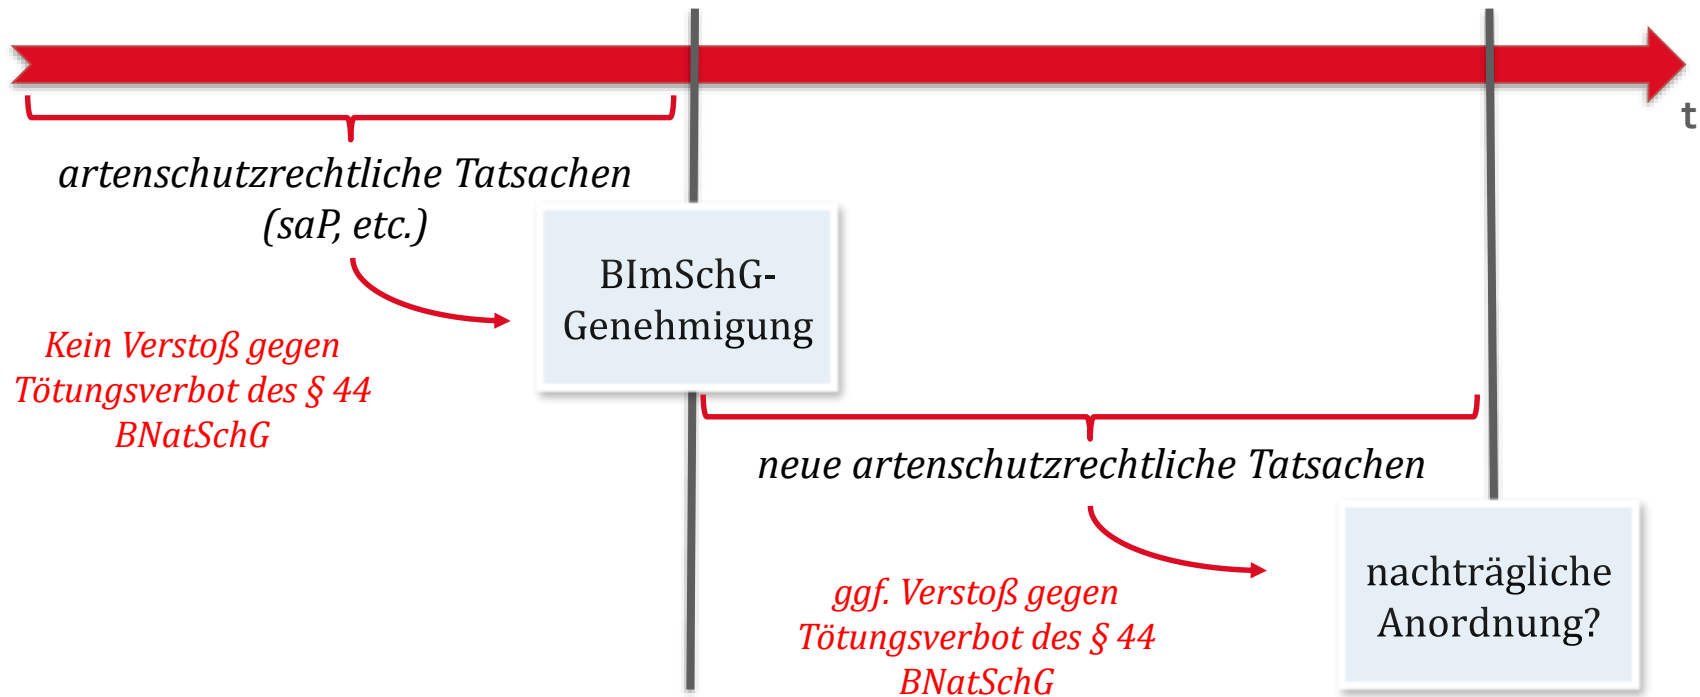 t
artenschutzrechtliche Tatsachen
(saP, etc.)
BImSchG-
Genehmigung
Kein Verstoß gegen
Tötungsverbot des § 44
BNatSchG
neue artenschutzrechtliche Tatsachen
nachträgliche
Anordnung?
ggf. Verstoß gegen
Tötungsverbot des § 44
BNatSchG